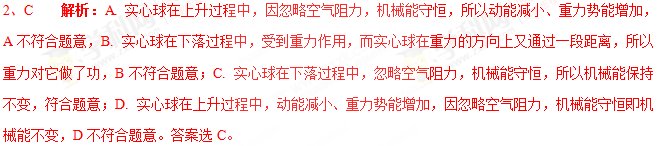 2、C 解析：A. 实心球在上升过程中，因忽略空气阻力，机械能守恒，所以动能减小、重力势能增加，
A 不符合题意，B. 实心球在下落过程中，受到重力作用，而实心球在重力的方向上又通过一段距离，所以
重力对它做了功，B 不符合题意；C. 实心球在下落过程中，忽略空气阻力，机械能守恒，所以机械能保持
不变，符合题意；D. 实心球在上升过程中，动能减小、重力势能增加，因忽略空气阻力，机械能守恒即机
械能不变，D 不符合题意。答案选 C。